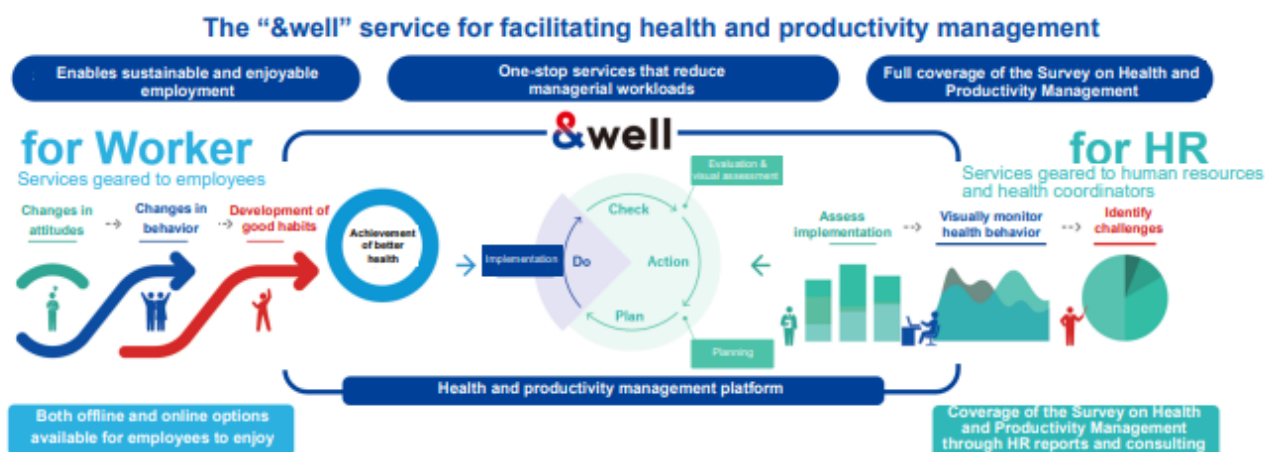 The “&well” service for facilitating health and productivity management
Enables sustainable and enjoyable
employment
One-stop services that reduce
managerial workloads
Full coverage of the Survey on Health and
Productivity Management
&well
for Worker
Services geared to employees
Changes in
attitudes
Changes in
behavior
Development of
good habits
Achievement
of better
health
Implementation
Check
Do
Action
Plan
Evaluation &
visual assessment
Planning
for HR
Services geared to human resources
and health coordinators
Assess
implementation
Visually monitor
health behavior
Identify
challenges
Health and productivity management platform
Both offline and online options
available for employees to enjoy
Coverage of the Survey on Health
and Productivity Management
through HR reports and consulting